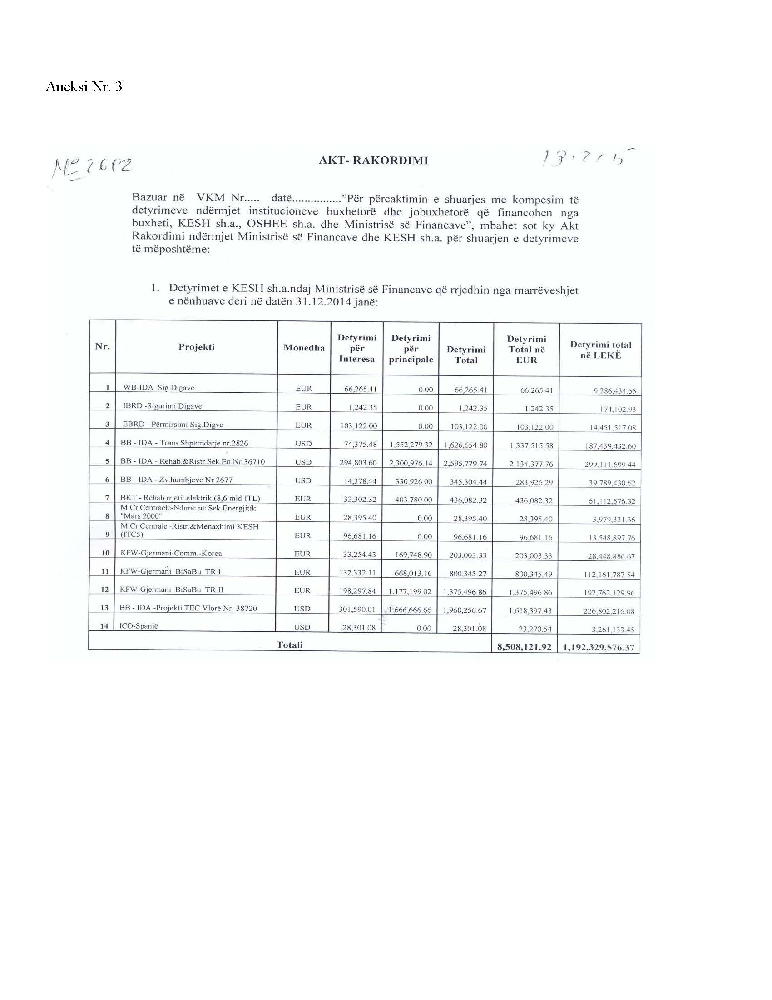 Aneksi Nr. 3
AKT- RAKORDIMI
Bazuar në VKM Nr..... datë................”Për përcaktimin e shuarjes me kompesim të
detyrimeve ndërmjet institucioneve buxhetorë dhe jobuxhetorë që financohen nga
buxheti, KESH sh.a., OSHEE sh.a. dhe Ministrisë së Financave”, mbahet sot ky Akt
Rakordimi ndërmjet Ministrisë së Financave dhe KESH sh.a. për shuarjen e detyrimeve
të mëposhtëme:
1. Detyrimet e KESH sh.a.ndaj Ministrisë së Financave që rrjedhin nga marrëveshjet
e nënhuave deri në datën 31.12.2014 janë:
Nr. Projekti Monedha Detyrimi për Interesa Detyrimi për principale Detyrimi Total Detyrimi Total në EUR Detyrimi total në LEKË
1 WB-IDA Sig.Digave EUR 66,265.41 0.00 66,265.41 66,265.41 9,286,434.56
2 IBRD -Sigurimi Digave EUR 1,242.35 0.00 1,242.35 1,242.35 174,102.93
3 EBRD - Përmirsimi Sig.Digve EUR 103,122.00 0.00 103,122.00 103,122.00 14,451,517.08
4 BB - IDA - Trans.Shpërndarje nr.2826 USD 74,375.48 1,552,279.32 1,626,654.80 1,337,515.58 187,439,432.60
5 BB - IDA - Rehab.&Ristr.Sek.En.Nr.36710 USD 294,803.60 2,300,976.14 2,595,779.74 2,134,377.76 299,111,699.44
6 BB - IDA - Zv.humbjeve Nr.2677 USD 14,378.44 330,926.00 345,304.44 283,926.29 39,789,430.62
7 BKT - Rehab.rrjëtit elektrik (8,6 mld ITL) EUR 32,302.32 403,780.00 436,082.32 436,082.32 61,112,576.32
M.Cr.Centraele-Ndimë në Sek.Energjitik
8 "Mars 2000" EUR 28,395.40 0.00 28,395.40 28,395.40 3,979,331.36
M.Cr.Centrale -Ristr.&Menaxhimi KESH
9 (ITC5) EUR 96,681.16 0.00 96,681.16 96,681.16 13,548,897.76
10 KFW-Gjermani-Comm.-Korca EUR 33,254.43 169,748.90 203,003.33 203,003.33 28,448,886.67
11 KFW-Gjermani BiSaBu TR.I EUR 132,332.11 668,013.16 800,345.27 800,345.49 112,161,787.54
12 KFW-Gjermani BiSaBu TR.II EUR 198,297.84 1,177,199.02 1,375,496.86 1,375,496.86 192,762,129.96
13 BB - IDA -Projekti TEC Vlorë Nr. 38720 USD 301,590.01 1,666,666.66 1,968,256.67 1,618,397.43 226,802,216.08
14 ICO-Spanjë USD 28,301.08 0.00 28,301.08 23,270.54 3,261,133.45
Totali 8,508,121.92 1,192,329,576.37